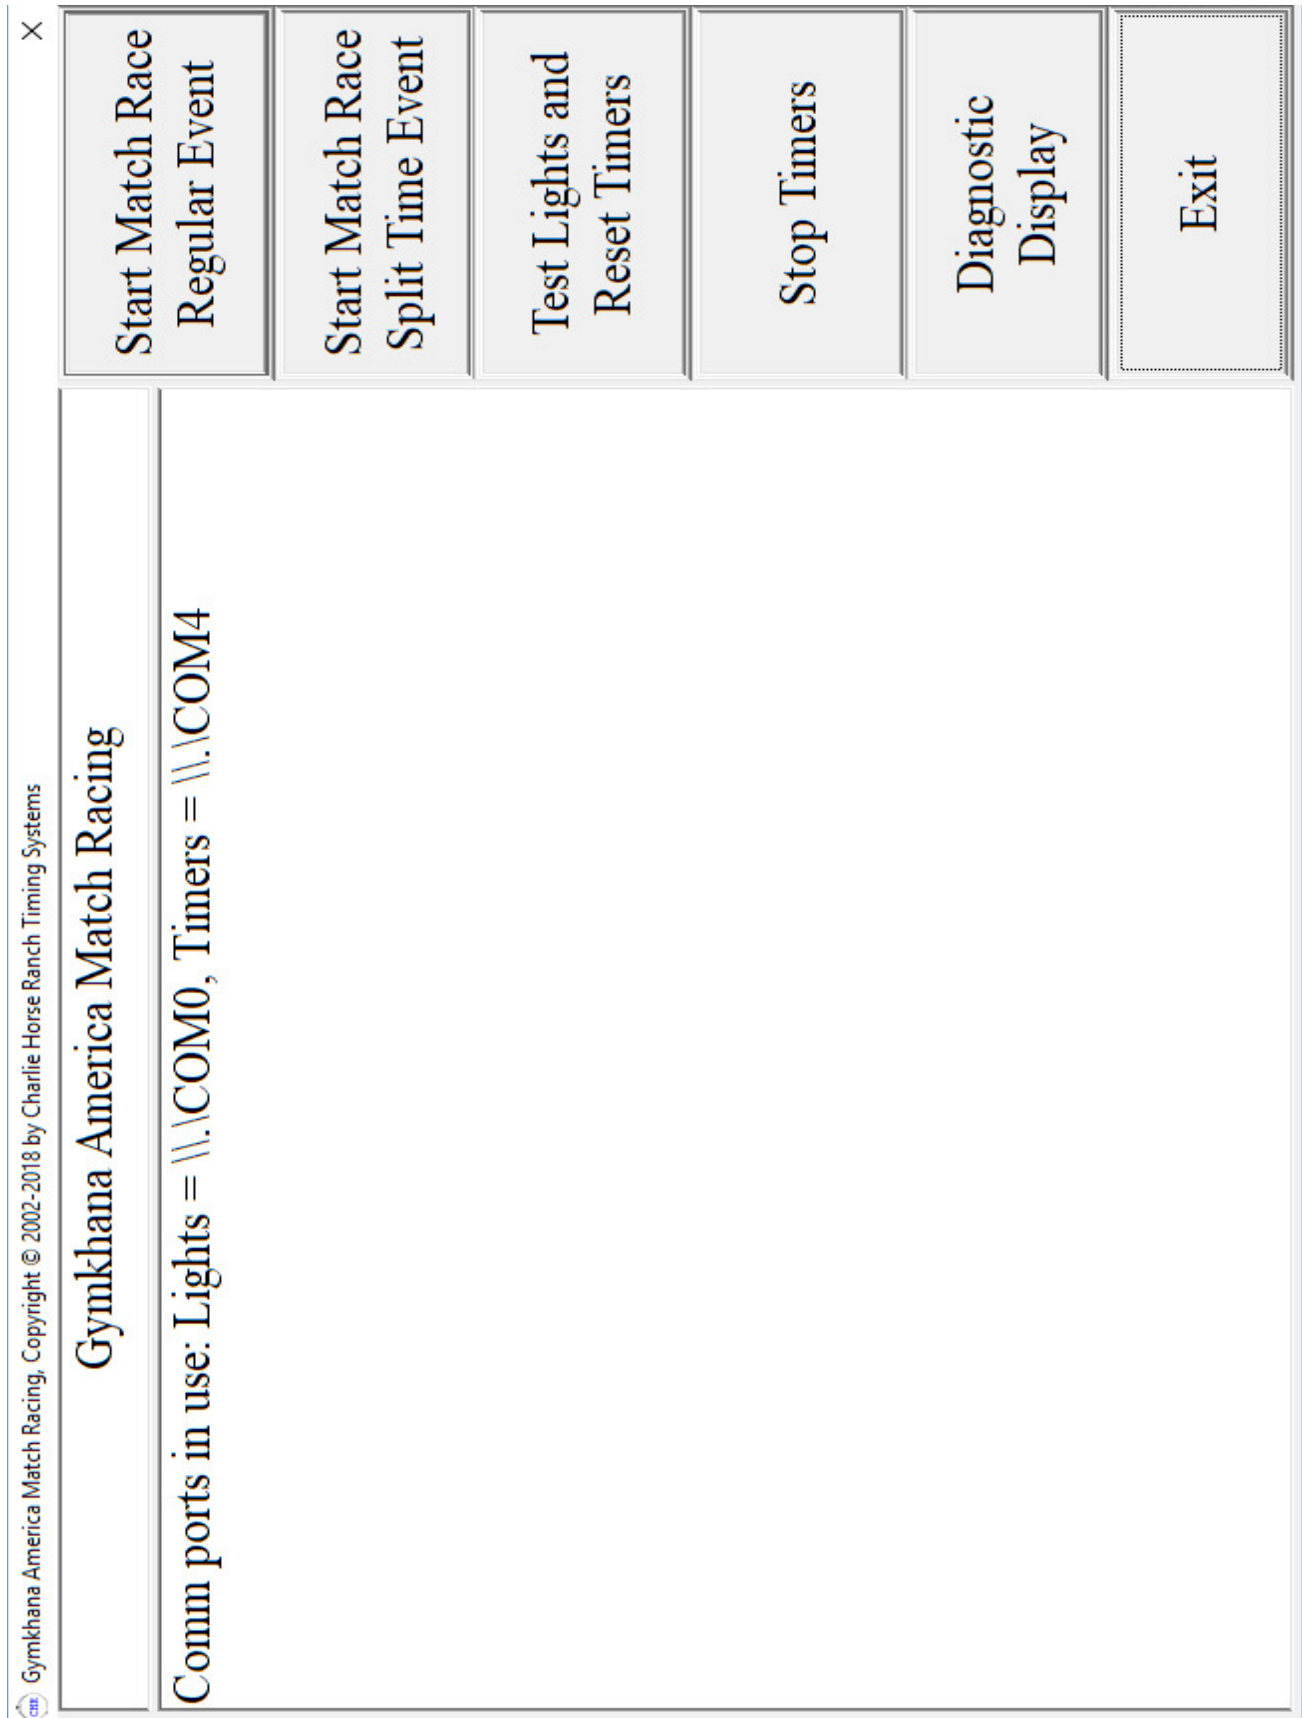 CHR
Gymkhana America Match Racing, Copyright © 2002-2018 by Charlie Horse Ranch Timing Systems
X
Gymkhana America Match Racing
Comm ports in use: Lights = \\.\COM0, Timers = \\.\COM4
Start Match Race
Regular Event
Start Match Race
Split Time Event
Test Lights and
Reset Timers
Stop Timers
Diagnostic
Display
Exit